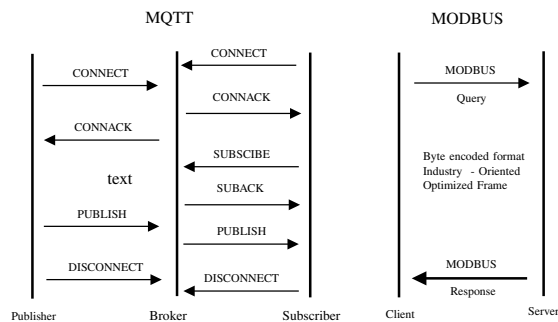 MQTT
MODBUS
CONNECT
CONNECT
MODBUS
Query
CONNACK
CONNACK
SUBSCIBE
Byte encoded format
Industry - Oriented
Optimized Frame
text
SUBACK
PUBLISH
PUBLISH
DISCONNECT
DISCONNECT
MODBUS
Response
Publisher
Broker
Subscriber
Client
Server